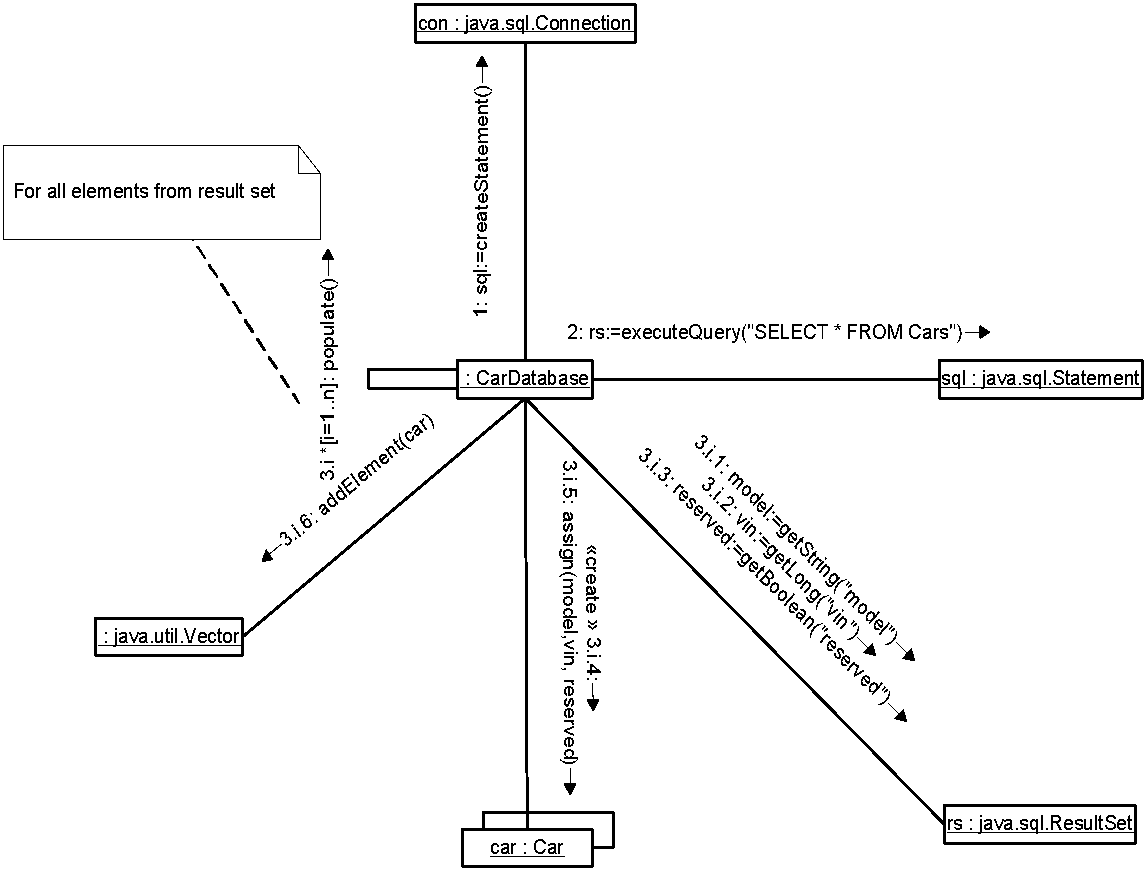 con : java.sql.Connection
1: sql:=createStatement()
For all elements from result set
3.i *[i=1..n]: populate()
2: rs:=executeQuery("SELECT * FROM Cars")
: CarDatabase
sql : java.sql.Statement
3.i.6: addElement(car)
3.i.5: assign(model,vin, reserved)
«create » 3.i.4:
3.i.1: model:=getString("model")
3.i.2: vin:=getLong("vin")
3.i.3: reserved:=getBoolean("reserved")
: java.util.Vector
car : Car
rs : java.sql.ResultSet